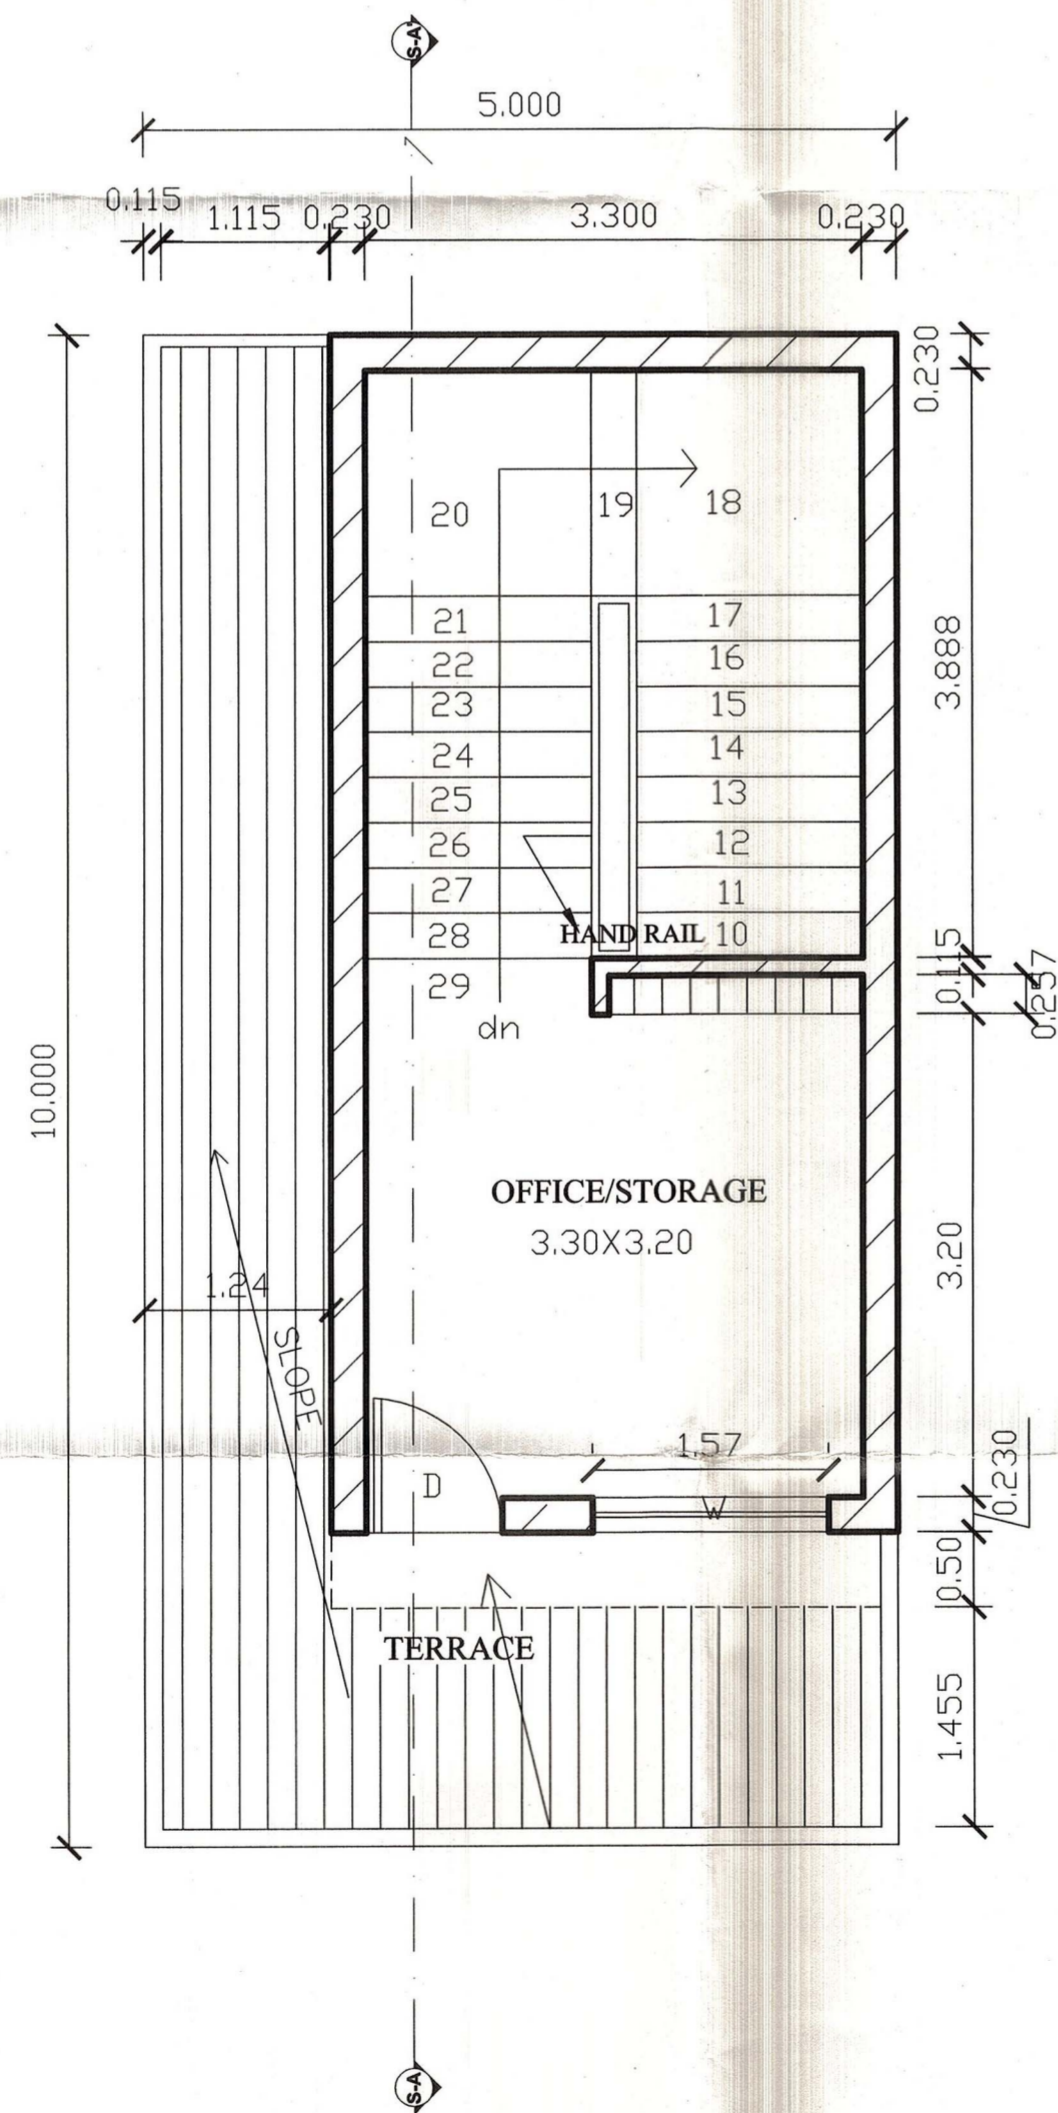 S-A'
5.000
0.115
1.115 0.230 3.300 0.230
0.230
20 19 18
21 17
22 16
23 15
24 14
25 13
26 12
27 11
28 HAND RAIL 10
29
dn
3.888
0.115
0.257
10.000
OFFICE/STORAGE
3.30X3.20
3.20
1.24
SLOPE
1.57
D W
0.230
0.50
TERRACE
1.455
S-A